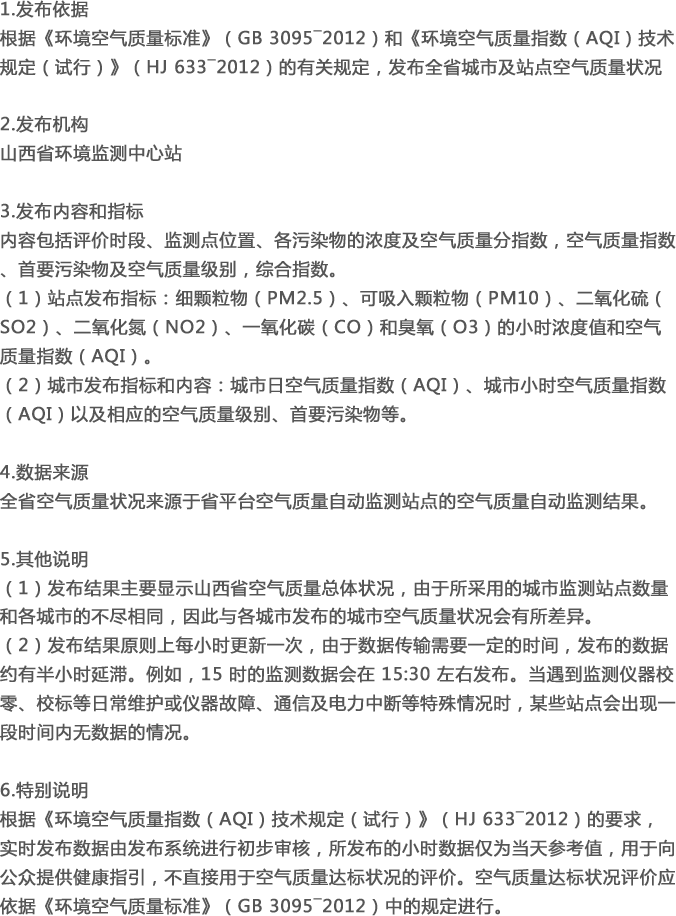 1.发布依据
根据《环境空气质量标准》（GB 3095‾2012）和《环境空气质量指数（AQI）技术
规定（试行）》（HJ 633‾2012）的有关规定，发布全省城市及站点空气质量状况
2.发布机构
山西省环境监测中心站
3.发布内容和指标
内容包括评价时段、监测点位置、各污染物的浓度及空气质量分指数，空气质量指数
、首要污染物及空气质量级别，综合指数。
（1）站点发布指标：细颗粒物（PM2.5）、可吸入颗粒物（PM10）、二氧化硫（
SO2）、二氧化氮（NO2）、一氧化碳（CO）和臭氧（O3）的小时浓度值和空气
质量指数（AQI）。
（2）城市发布指标和内容：城市日空气质量指数（AQI）、城市小时空气质量指数
（AQI）以及相应的空气质量级别、首要污染物等。
4.数据来源
全省空气质量状况来源于省平台空气质量自动监测站点的空气质量自动监测结果。
5.其他说明
（1）发布结果主要显示山西省空气质量总体状况，由于所采用的城市监测站点数量
和各城市的不尽相同，因此与各城市发布的城市空气质量状况会有所差异。
（2）发布结果原则上每小时更新一次，由于数据传输需要一定的时间，发布的数据
约有半小时延滞。例如，15 时的监测数据会在 15:30 左右发布。当遇到监测仪器校
零、校标等日常维护或仪器故障、通信及电力中断等特殊情况时，某些站点会出现一
段时间内无数据的情况。
6.特别说明
根据《环境空气质量指数（AQI）技术规定（试行）》（HJ 633‾2012）的要求，
实时发布数据由发布系统进行初步审核，所发布的小时数据仅为当天参考值，用于向
公众提供健康指引，不直接用于空气质量达标状况的评价。空气质量达标状况评价应
依据《环境空气质量标准》（GB 3095‾2012）中的规定进行。